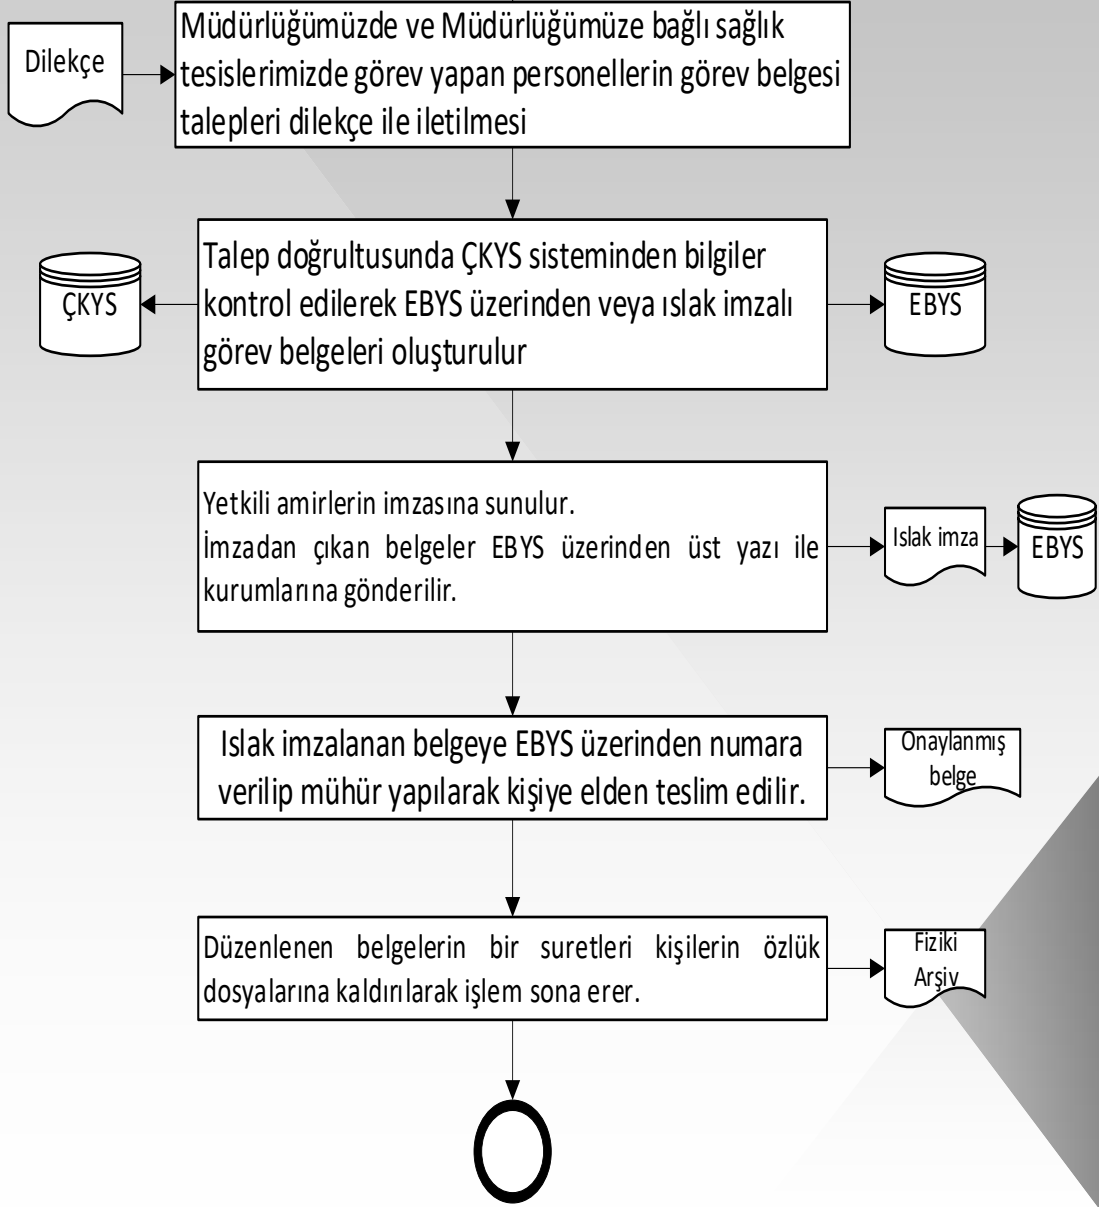 Dilekçe
Müdürlüğümüzde ve Müdürlüğümüze bağlı sağlık
tesislerimizde görev yapan personellerin görev belgesi
talepleri dilekçe ile iletilmesi
ÇKYS
Talep doğrultusunda ÇKYS sisteminden bilgiler
kontrol edilerek EBYS üzerinden veya ıslak imzalı
görev belgeleri oluşturulur
EBYS
Yetkili amirlerin imzasına sunulur.
İmzadan çıkan belgeler EBYS üzerinden üst yazı ile
kurumlarına gönderilir.
Islak imza
EBYS
Islak imzalanan belgeye EBYS üzerinden numara
verilip mühür yapılarak kişiye elden teslim edilir.
Onaylanmış
belge
Düzenlenen belgelerin bir suretleri kişilerin özlük
dosyalarına kaldırılarak işlem sona erer.
Fiziki
Arşiv